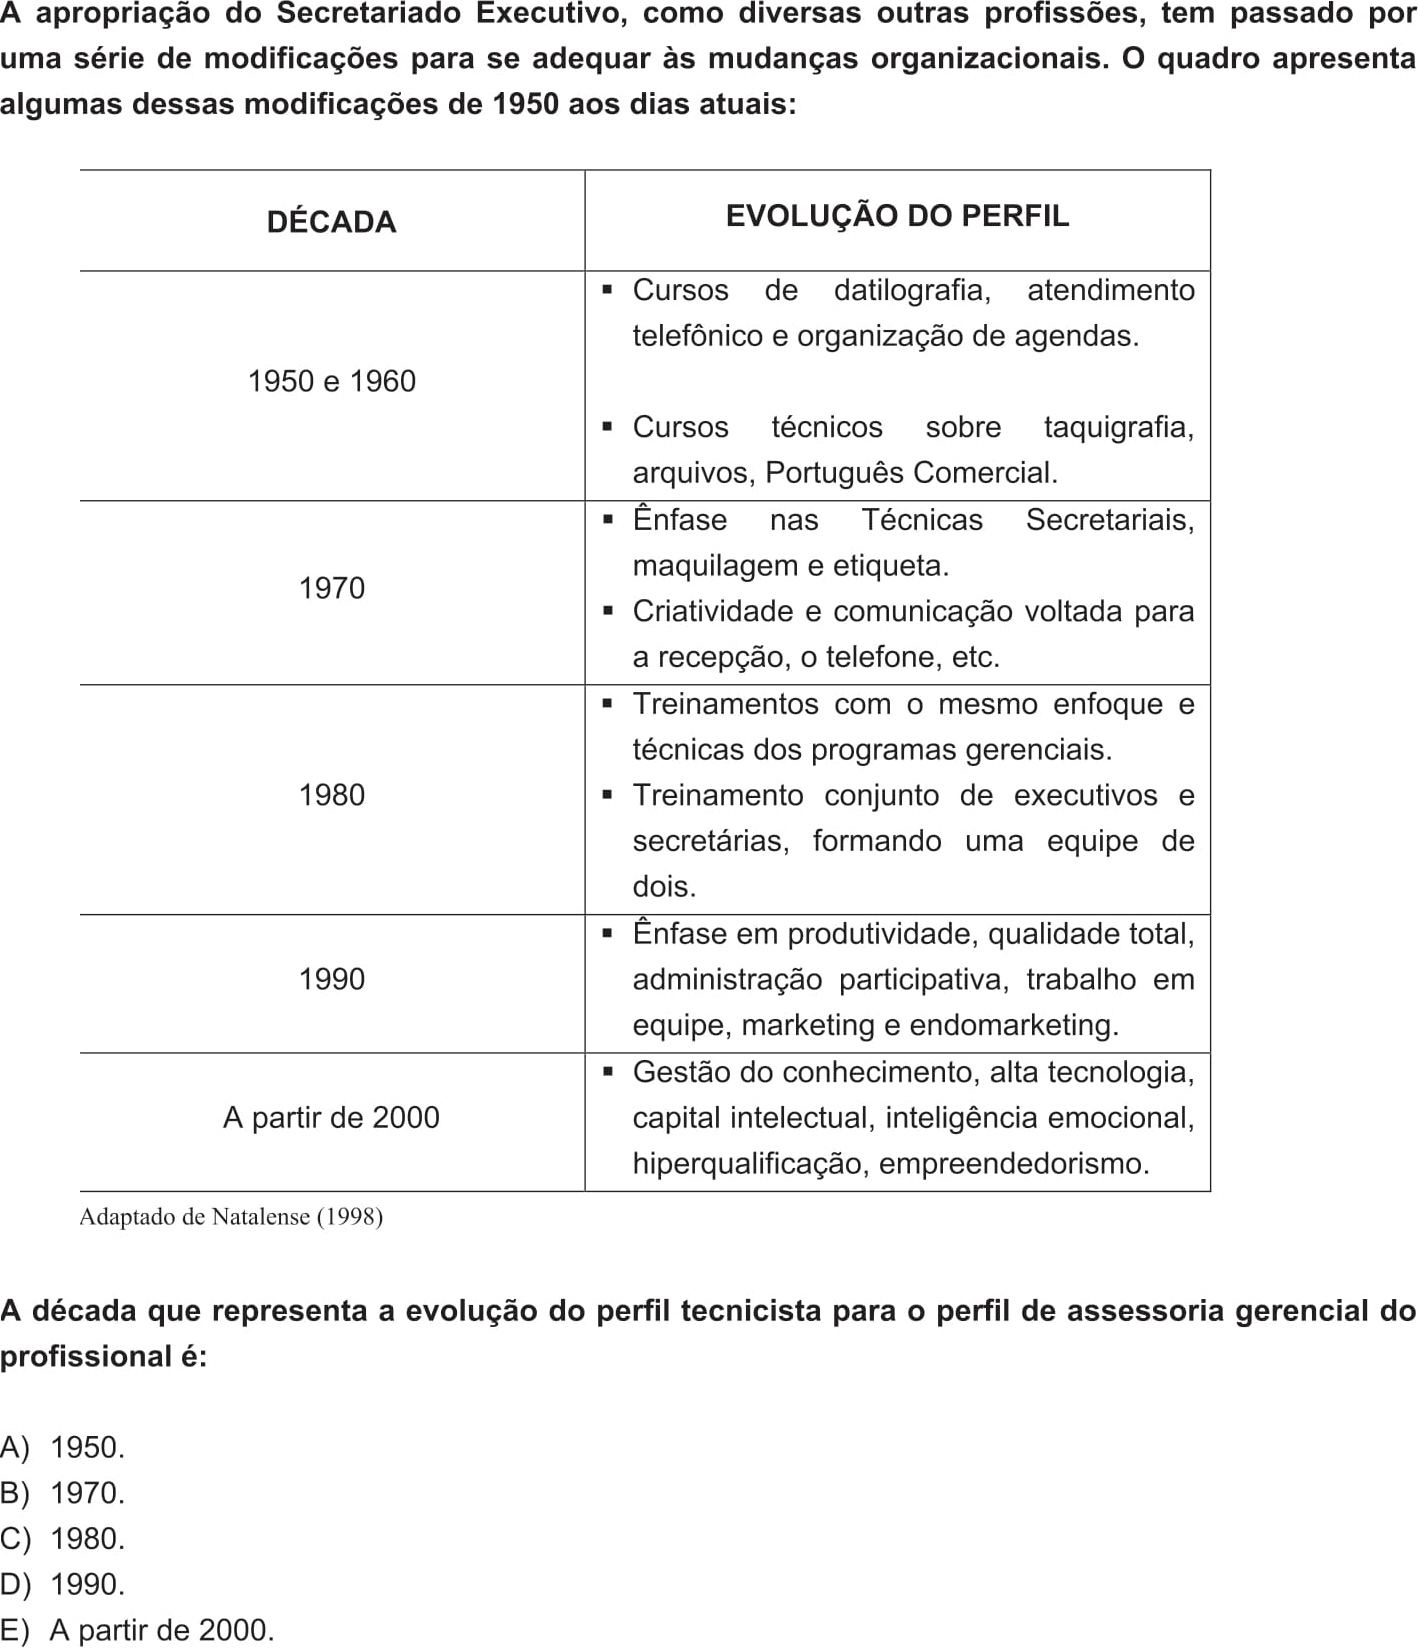 A apropriação do Secretariado Executivo, como diversas outras profissões, tem passado por
uma série de modificações para se adequar às mudanças organizacionais. O quadro apresenta
algumas dessas modificações de 1950 aos dias atuais:
DÉCADA
EVOLUÇÃO DO PERFIL
1950 e 1960
▪ Cursos de datilografia, atendimento
telefônico e organização de agendas.
▪ Cursos técnicos sobre taquigrafia,
arquivos, Português Comercial.
1970
▪ Ênfase nas Técnicas Secretariais,
maquilagem e etiqueta.
▪ Criatividade e comunicação voltada para
a recepção, o telefone, etc.
1980
▪ Treinamentos com o mesmo enfoque e
técnicas dos programas gerenciais.
▪ Treinamento conjunto de executivos e
secretárias, formando uma equipe de
dois.
1990
▪ Ênfase em produtividade, qualidade total,
administração participativa, trabalho em
equipe, marketing e endomarketing.
A partir de 2000
▪ Gestão do conhecimento, alta tecnologia,
capital intelectual, inteligência emocional,
hiperqualificação, empreendedorismo.
Adaptado de Natalense (1998)
A década que representa a evolução do perfil tecnicista para o perfil de assessoria gerencial do
profissional é:
A) 1950.
B) 1970.
C) 1980.
D) 1990.
E) A partir de 2000.